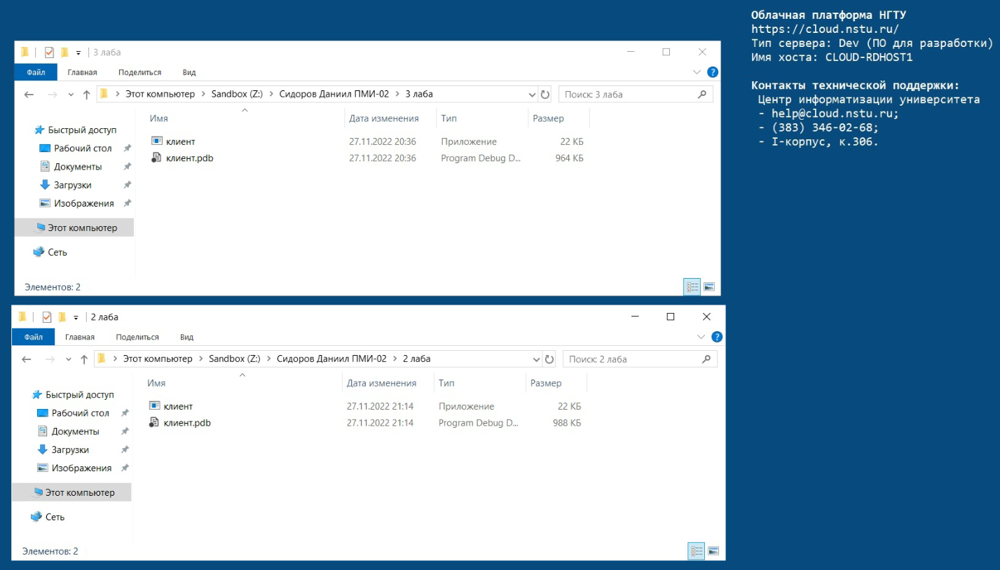 Облачная платформа НГТУ
https://cloud.nstu.ru/
Тип сервера: Dev (ПО для разработки)
Имя хоста: CLOUD-RDHOST1
Контакты технической поддержки:
Центр информатизации университета
- help@cloud.nstu.ru;
- (383) 346-02-68;
- I-корпус, к.306.
3 лаба
Файл Главная Поделиться Вид
Этот компьютер Sandbox (Z:) Сидоров Даниил ПМИ-02 3 лаба Поиск: 3 лаба
Имя Дата изменения Тип Размер
Быстрый доступ
Рабочий стол
Документы
Загрузки
Изображения
Этот компьютер
Сеть
клиент 27.11.2022 20:36 Приложение 22 КБ
клиент.pdb 27.11.2022 20:36 Program Debug D... 964 КБ
Элементов: 2
2 лаба
Файл Главная Поделиться Вид
Этот компьютер Sandbox (Z:) Сидоров Даниил ПМИ-02 2 лаба Поиск: 2 лаба
Имя Дата изменения Тип Размер
Быстрый доступ
Рабочий стол
Документы
Загрузки
Изображения
Этот компьютер
Сеть
клиент 27.11.2022 21:14 Приложение 22 КБ
клиент.pdb 27.11.2022 21:14 Program Debug D... 988 КБ
Элементов: 2